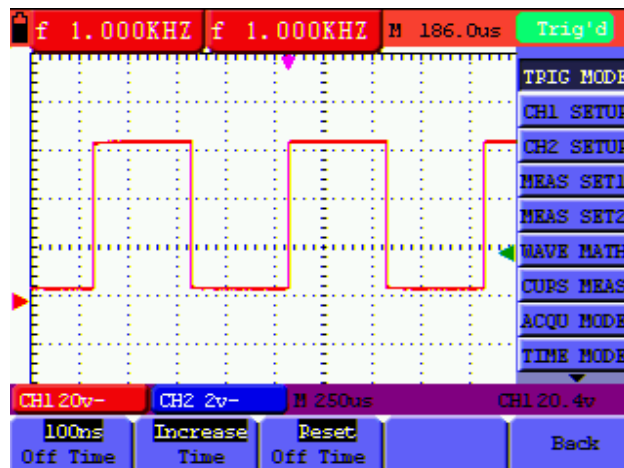 f 1.000KHZ f 1.000KHZ M 186.0us Trig'd
TRIG MODE
CH1 SETUP
CH2 SETUP
MEAS SET1
MEAS SET2
WAVE MATH
CURS MEAS
ACQU MODE
TIME MODE
CH1 20v- CH2 2v- M 250us CH1 20.4v
100ns Increase Reset
Off Time Time Off Time Back